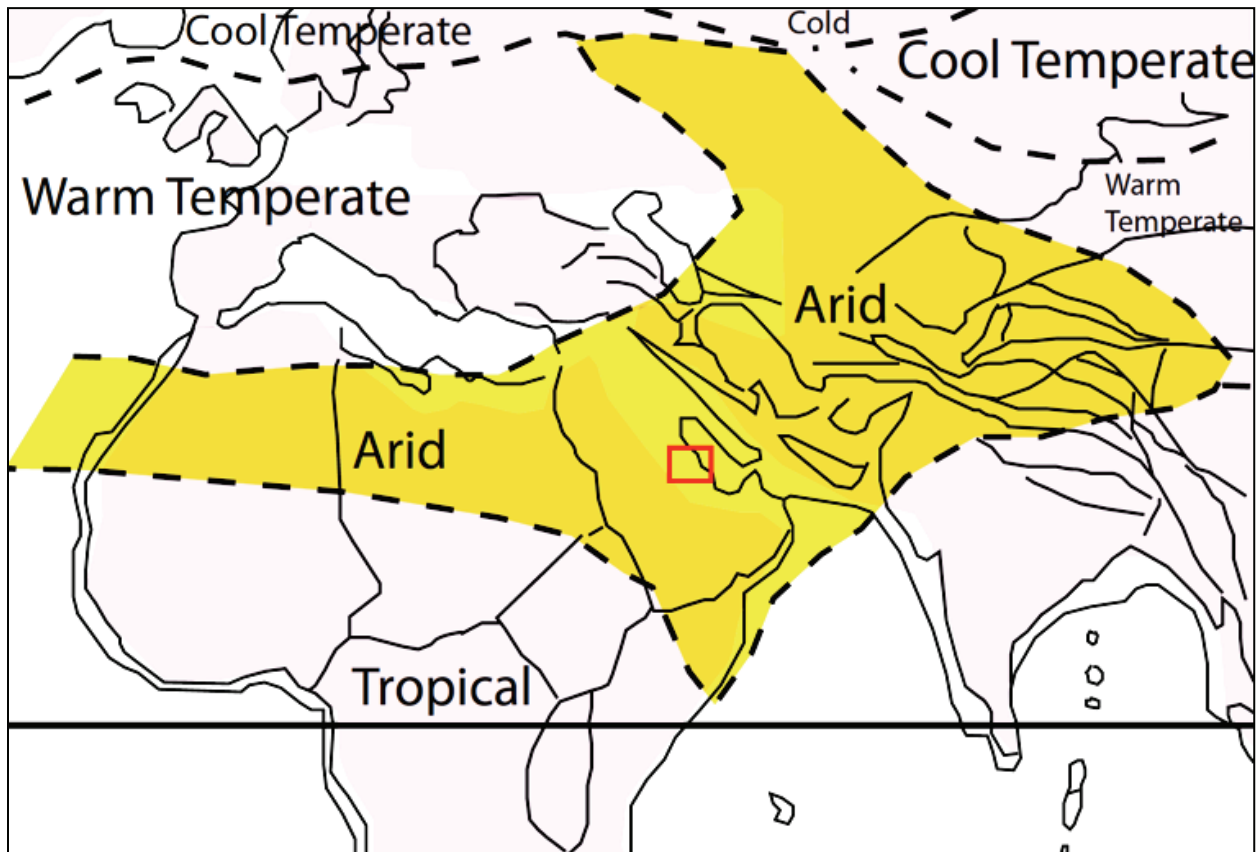 Cool Temperate
Cold
Cool Temperate
Warm Temperate
Warm
Temperate
Arid
Arid
Tropical